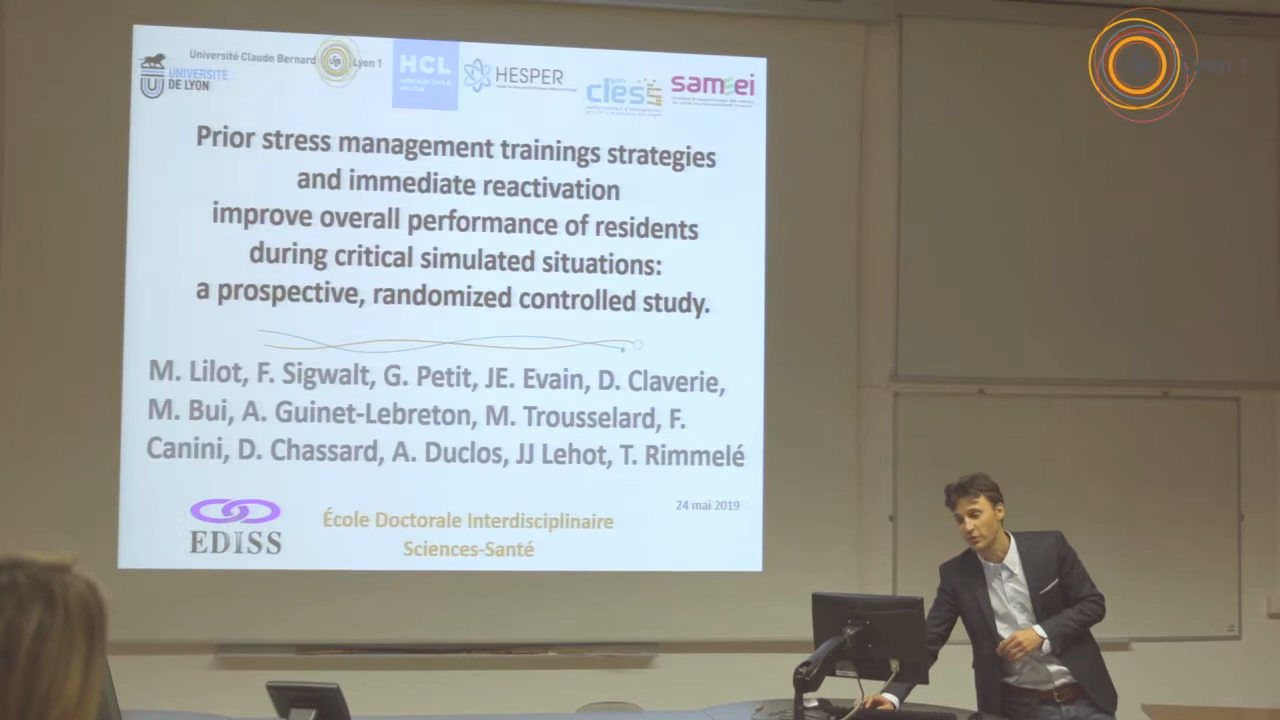 Université Claude Bernard Lyon 1
UNIVERSITÉ
DE LYON
HCL
HESPER
cless
samsei
Prior stress management trainings strategies
and immediate reactivation
improve overall performance of residents
during critical simulated situations:
a prospective, randomized controlled study.
M. Lilot, F. Sigwalt, G. Petit, JE. Evain, D. Claverie,
M. Bui, A. Guinet-Lebreton, M. Trousselard, F.
Canini, D. Chassard, A. Duclos, JJ Lehot, T. Rimmelé
24 mai 2019
EDISS
École Doctorale Interdisciplinaire
Sciences-Santé